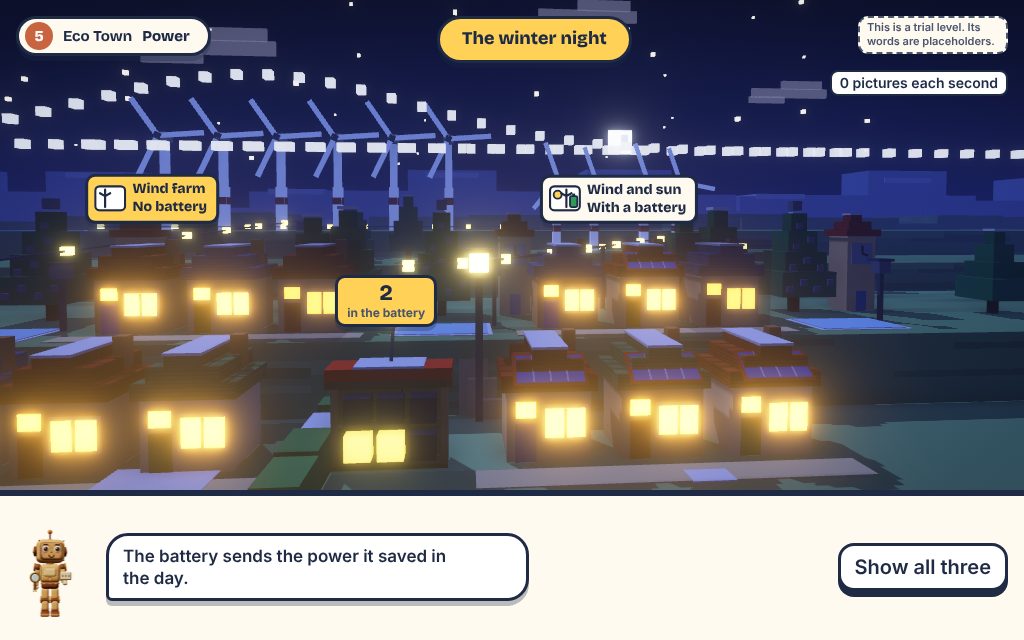 5 Eco Town Power
The winter night
This is a trial level. Its
words are placeholders.
0 pictures each second
Wind farm
No battery
Wind and sun
With a battery
2
in the battery
The battery sends the power it saved in
the day.
Show all three